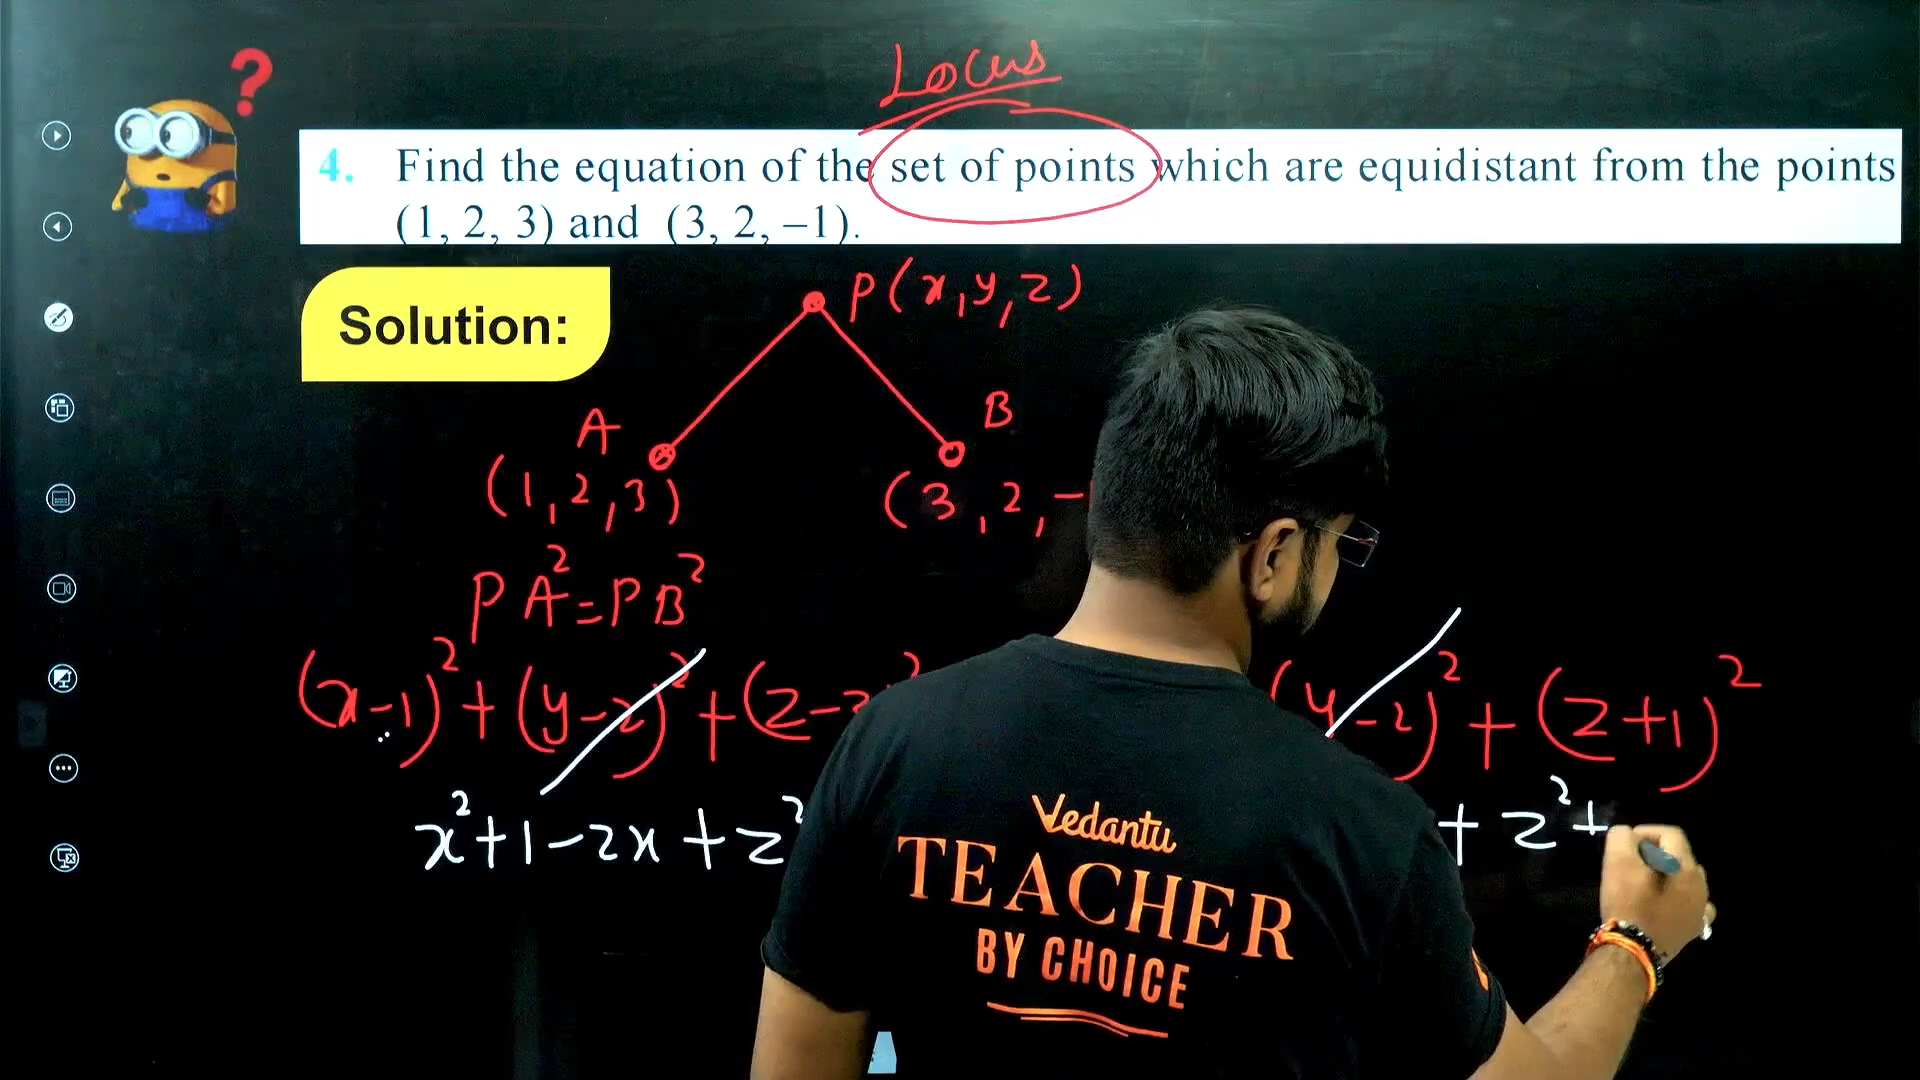 Locus
4. Find the equation of the set of points which are equidistant from the points
(1, 2, 3) and (3, 2, –1).
Solution:
P(x,y,z)
A
B
(1,2,3)
(3,2,-
PA²=PB²
(x-1)²+(y-2)²+(z-
(y-2)²+(z+1)²
x²+1-2x+z²
+z²+
Vedantu
TEACHER
BY CHOICE